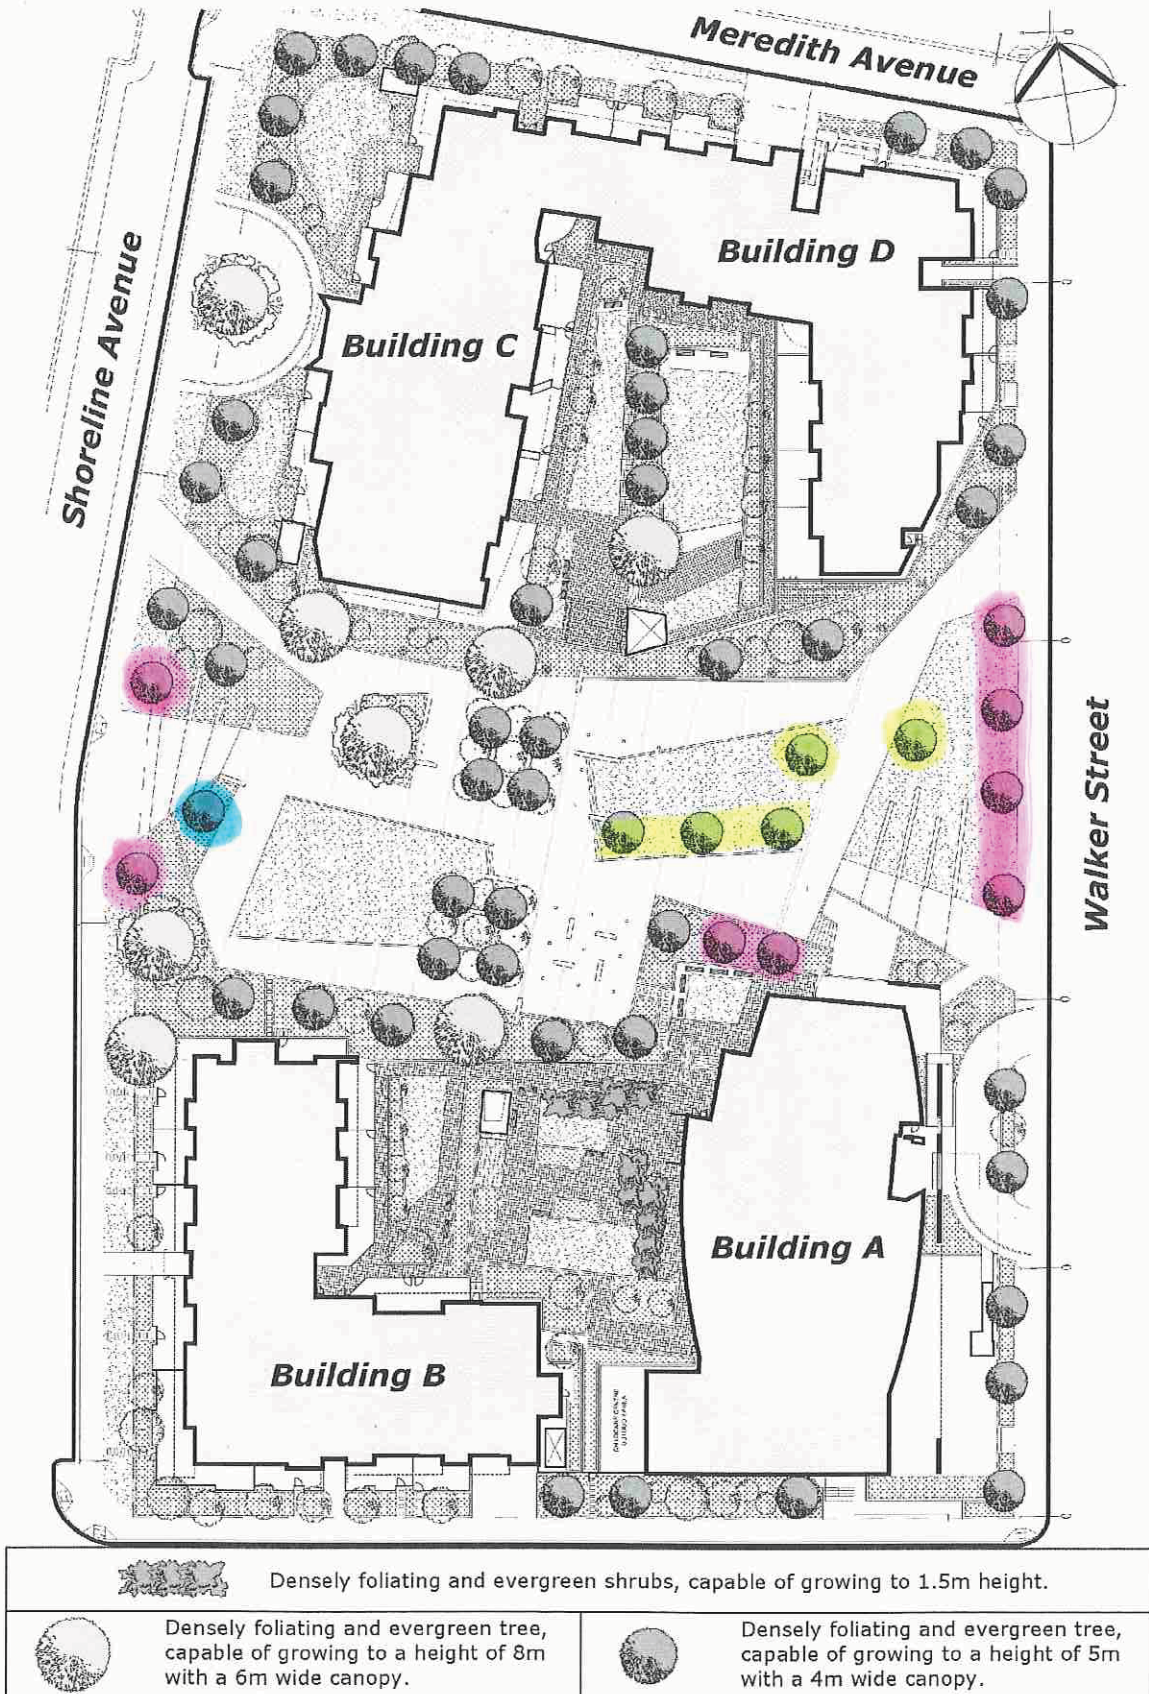 Meredith Avenue
Shoreline Avenue
Building D
Building C
Walker Street
Building A
Building B
Densely foliating and evergreen shrubs, capable of growing to 1.5m height.
Densely foliating and evergreen tree,
capable of growing to a height of 8m
with a 6m wide canopy.
Densely foliating and evergreen tree,
capable of growing to a height of 5m
with a 4m wide canopy.